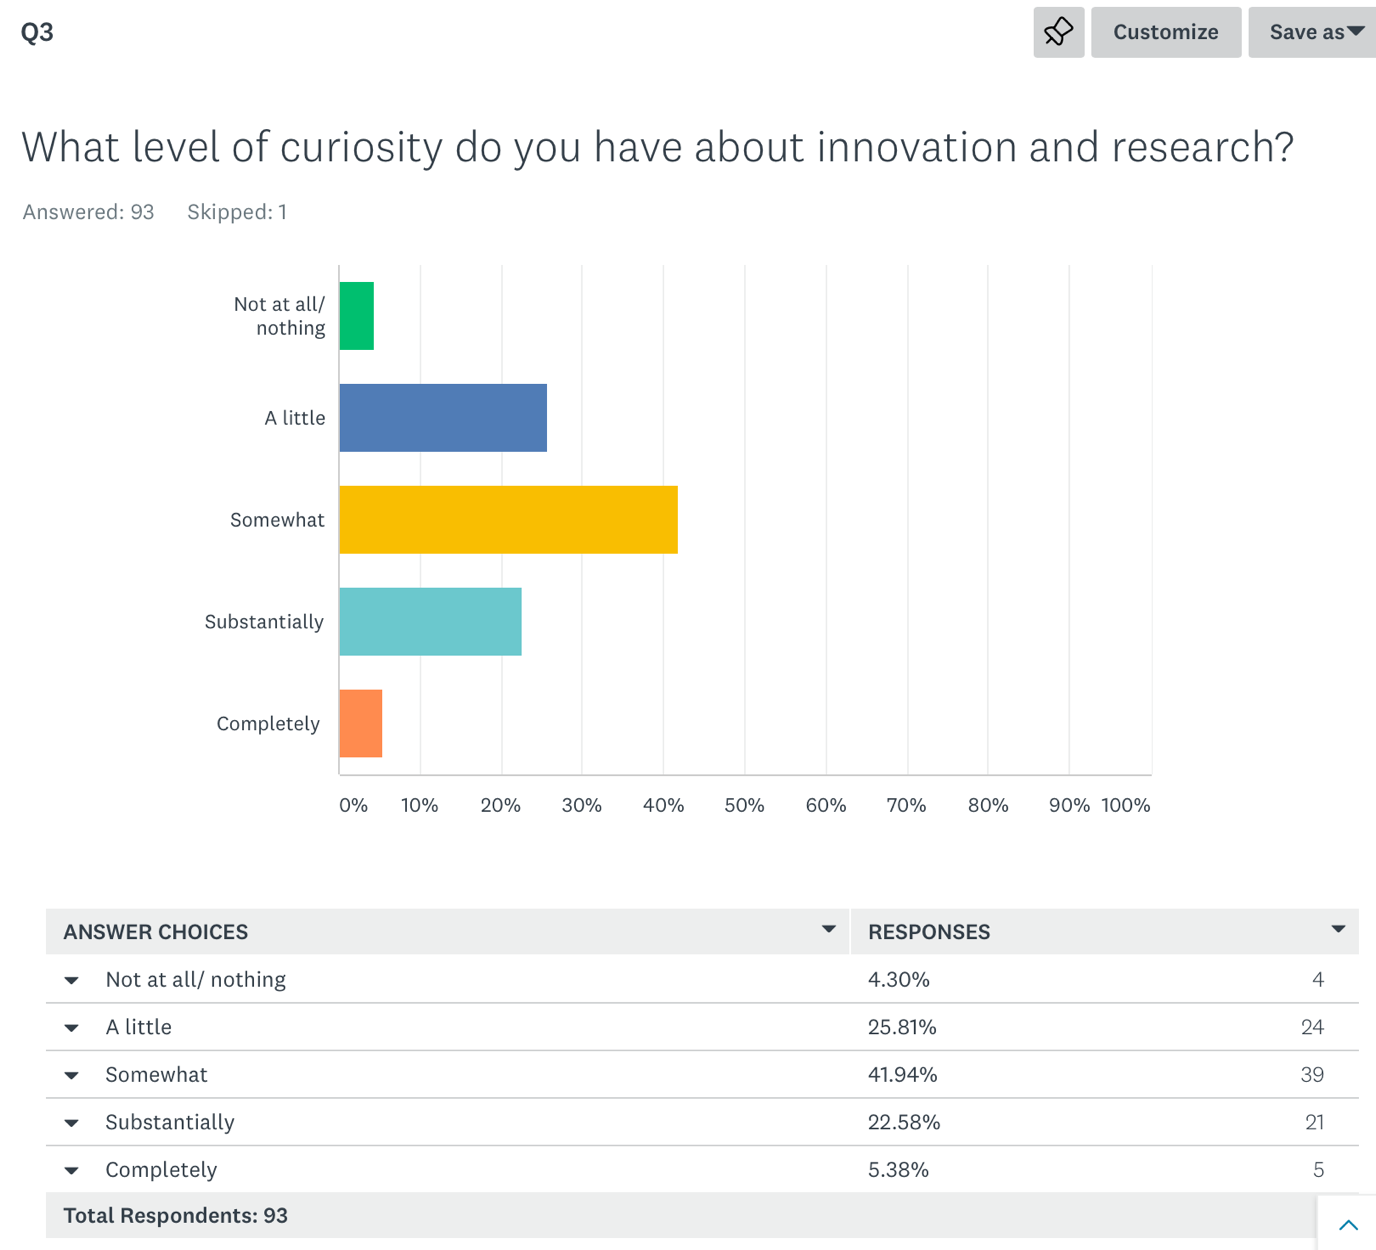 Q3
Customize
Save as
What level of curiosity do you have about innovation and research?
Answered: 93 Skipped: 1
Not at all/
nothing
A little
Somewhat
Substantially
Completely
0% 10% 20% 30% 40% 50% 60% 70% 80% 90% 100%
ANSWER CHOICES RESPONSES
Not at all/ nothing 4.30% 4
A little 25.81% 24
Somewhat 41.94% 39
Substantially 22.58% 21
Completely 5.38% 5
Total Respondents: 93